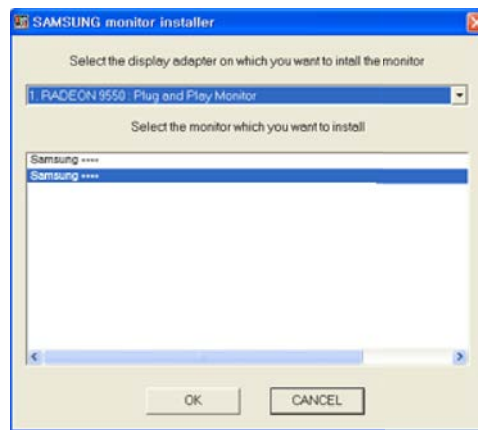 SAMSUNG monitor installer
Select the display adapter on which you want to intall the monitor
1. RADEON 9550 : Plug and Play Monitor
Select the monitor which you want to install
Samsung ····
Samsung ····
OK
CANCEL